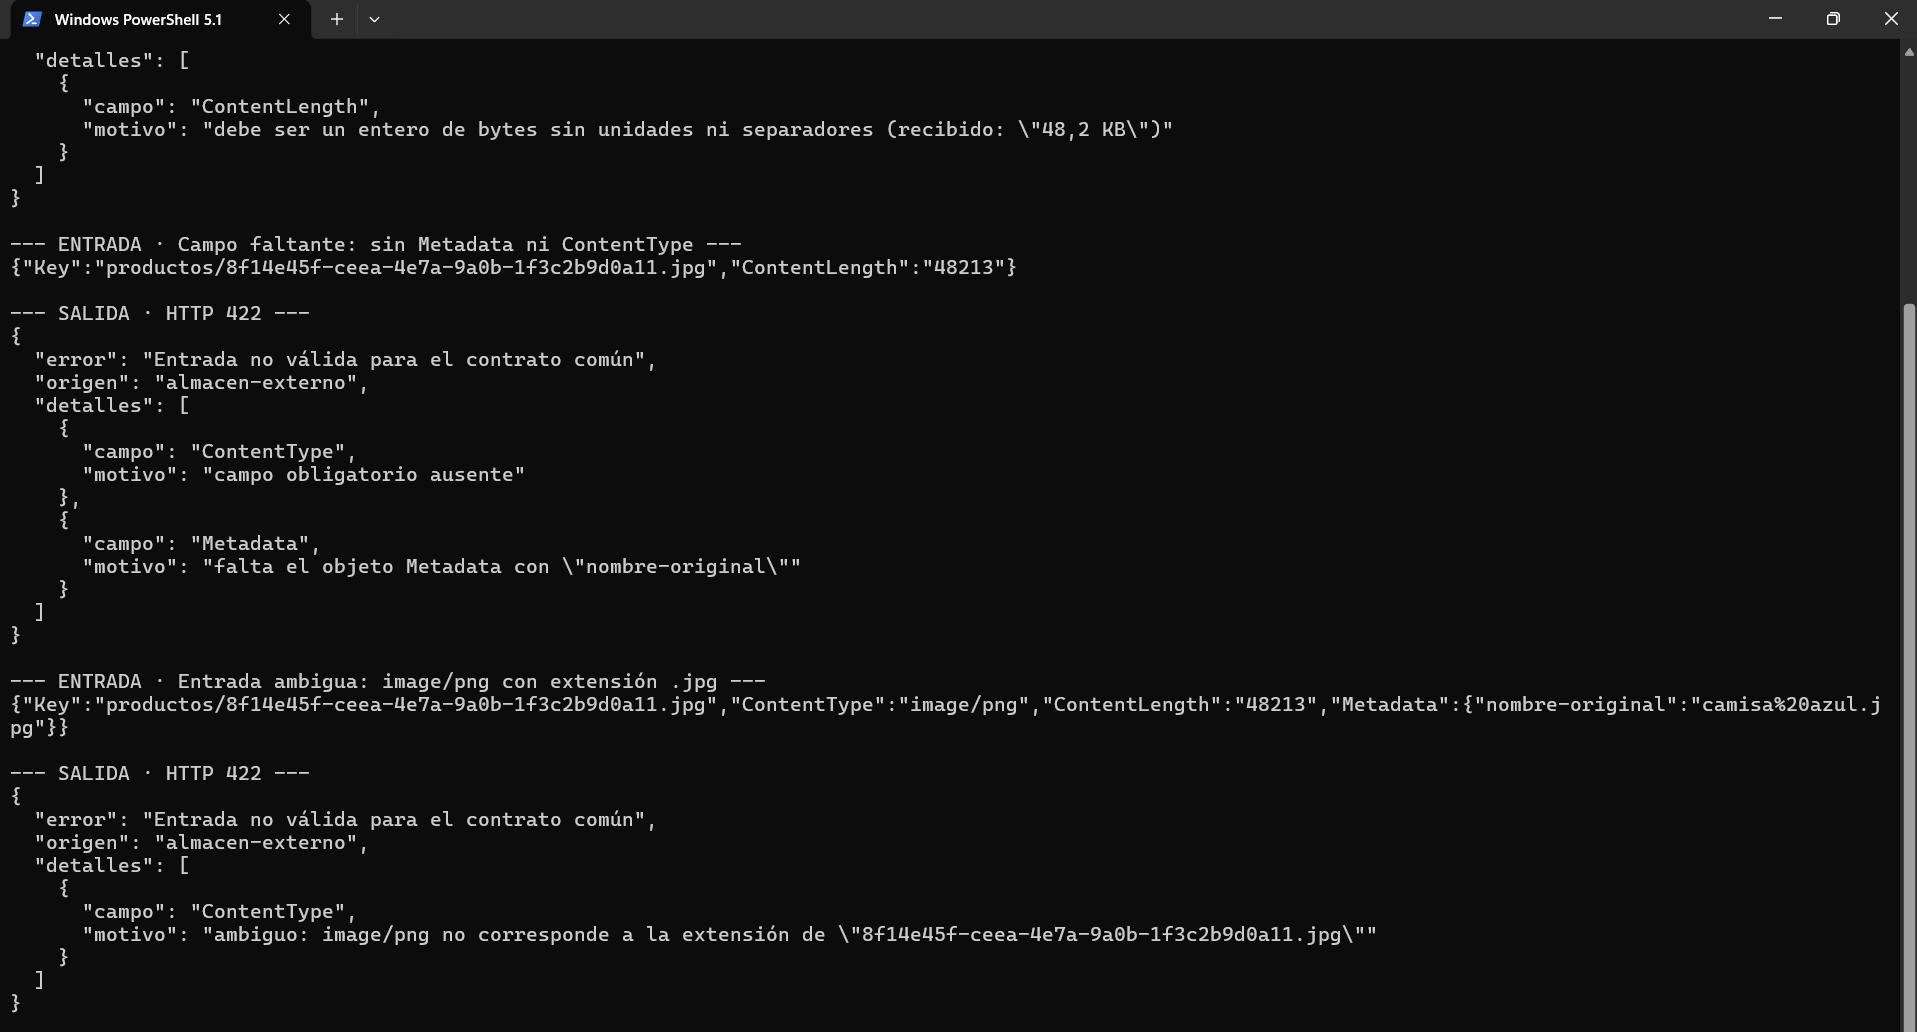 Windows PowerShell 5.1
  "detalles": [
    {
      "campo": "ContentLength",
      "motivo": "debe ser un entero de bytes sin unidades ni separadores (recibido: \"48,2 KB\")"
    }
  ]
}

--- ENTRADA · Campo faltante: sin Metadata ni ContentType ---
{"Key":"productos/8f14e45f-ceea-4e7a-9a0b-1f3c2b9d0a11.jpg","ContentLength":"48213"}

--- SALIDA · HTTP 422 ---
{
  "error": "Entrada no válida para el contrato común",
  "origen": "almacen-externo",
  "detalles": [
    {
      "campo": "ContentType",
      "motivo": "campo obligatorio ausente"
    },
    {
      "campo": "Metadata",
      "motivo": "falta el objeto Metadata con \"nombre-original\""
    }
  ]
}

--- ENTRADA · Entrada ambigua: image/png con extensión .jpg ---
{"Key":"productos/8f14e45f-ceea-4e7a-9a0b-1f3c2b9d0a11.jpg","ContentType":"image/png","ContentLength":"48213","Metadata":{"nombre-original":"camisa%20azul.j
pg"}}

--- SALIDA · HTTP 422 ---
{
  "error": "Entrada no válida para el contrato común",
  "origen": "almacen-externo",
  "detalles": [
    {
      "campo": "ContentType",
      "motivo": "ambiguo: image/png no corresponde a la extensión de \"8f14e45f-ceea-4e7a-9a0b-1f3c2b9d0a11.jpg\""
    }
  ]
}